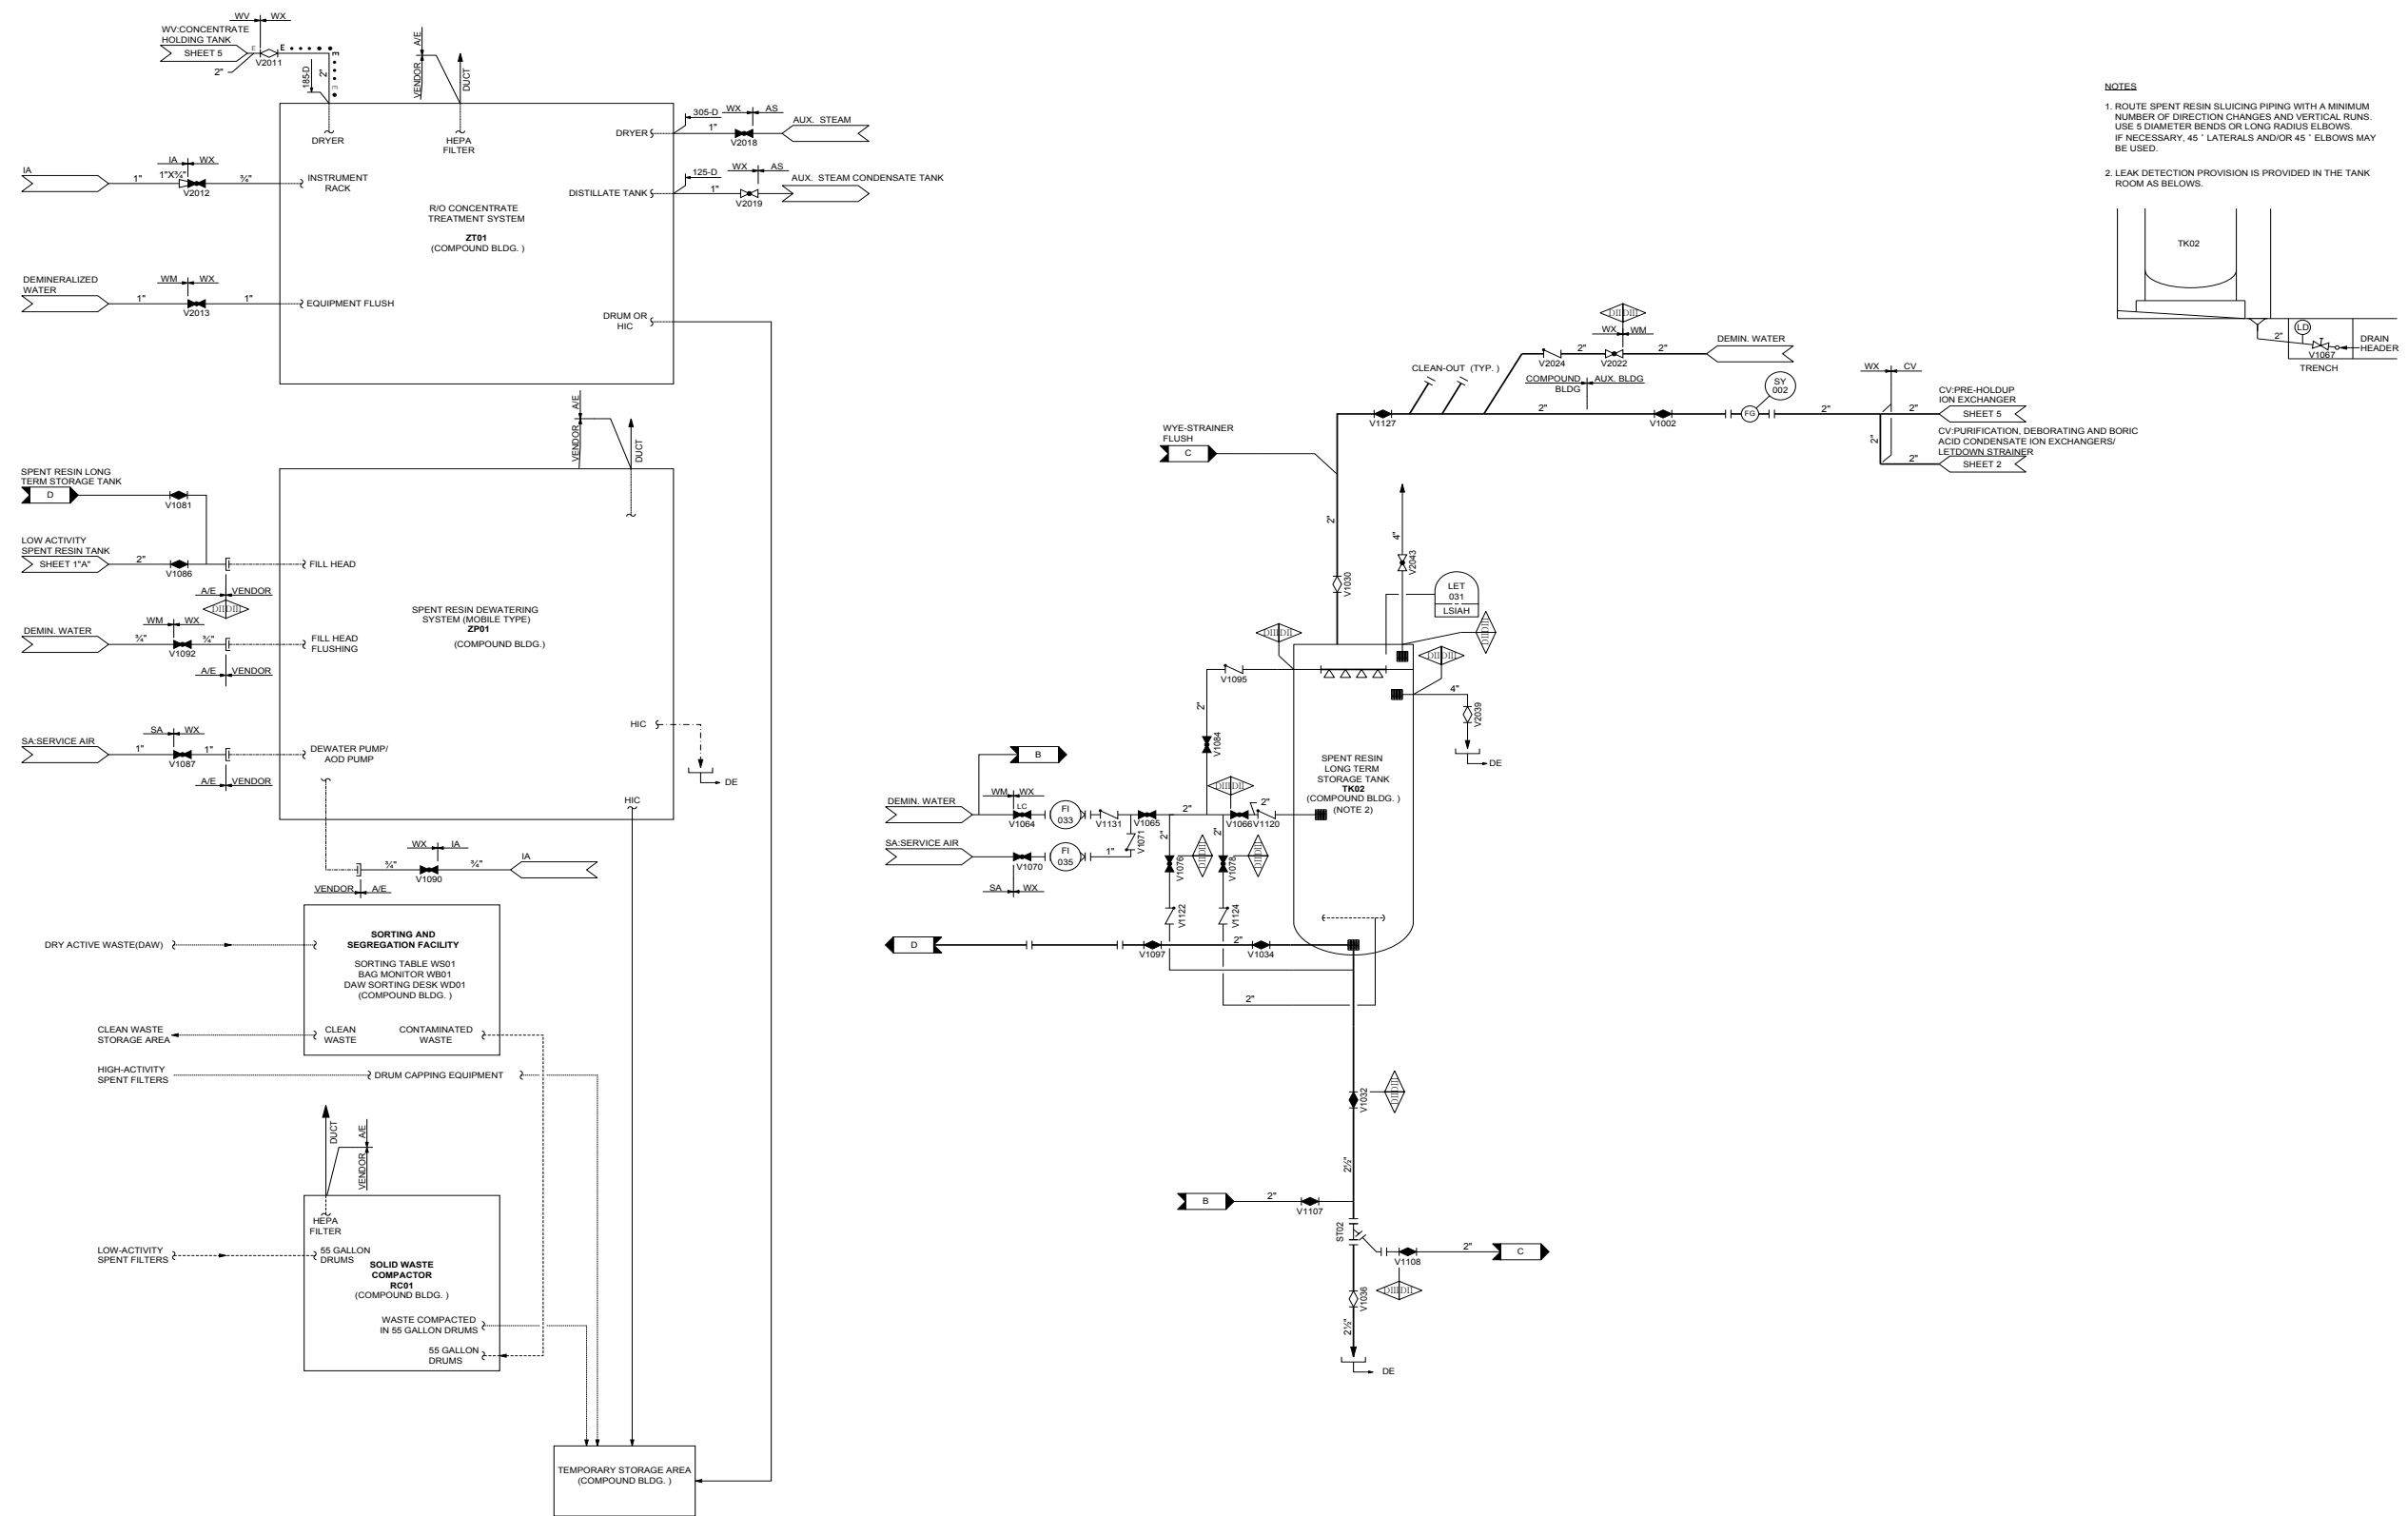 WV WX
WV:CONCENTRATE
HOLDING TANK
SHEET 5
E
E
E
E
V2011
2"
185-D
2"
A/E
VENDOR
DUCT
DRYER
HEPA
FILTER
305-D
WX AS
AUX. STEAM
DRYER
1"
V2018
IA WX
IA
1"
1"X¾"
¾"
V2012
INSTRUMENT
RACK
125-D
WX AS
AUX. STEAM CONDENSATE TANK
DISTILLATE TANK
1"
V2019
R/O CONCENTRATE
TREATMENT SYSTEM
ZT01
(COMPOUND BLDG. )
DEMINERALIZED
WATER
WM WX
1"
1"
V2013
EQUIPMENT FLUSH
DRUM OR
HIC
A/E
VENDOR
DUCT
SPENT RESIN LONG
TERM STORAGE TANK
D
V1081
LOW ACTIVITY
SPENT RESIN TANK
SHEET 1"A"
2"
V1086
FILL HEAD
A/E VENDOR
DIIDIII
DEMIN. WATER
WM WX
¾"
¾"
V1092
FILL HEAD
FLUSHING
A/E VENDOR
SPENT RESIN DEWATERING
SYSTEM (MOBILE TYPE)
ZP01
(COMPOUND BLDG.)
SA:SERVICE AIR
SA WX
1"
1"
V1087
DEWATER PUMP/
AOD PUMP
A/E VENDOR
HIC
DE
HIC
WX IA
IA
¾"
¾"
V1090
VENDOR A/E
SORTING AND
SEGREGATION FACILITY
SORTING TABLE WS01
BAG MONITOR WB01
DAW SORTING DESK WD01
(COMPOUND BLDG. )
DRY ACTIVE WASTE(DAW)
CLEAN WASTE
STORAGE AREA
CLEAN
WASTE
CONTAMINATED
WASTE
HIGH-ACTIVITY
SPENT FILTERS
DRUM CAPPING EQUIPMENT
DUCT
A/E
VENDOR
HEPA
FILTER
LOW-ACTIVITY
SPENT FILTERS
55 GALLON
DRUMS
SOLID WASTE
COMPACTOR
RC01
(COMPOUND BLDG. )
WASTE COMPACTED
IN 55 GALLON DRUMS
55 GALLON
DRUMS
TEMPORARY STORAGE AREA
(COMPOUND BLDG. )
WX WM
DEMIN. WATER
2"
2"
V2024
V2022
CLEAN-OUT (TYP. )
COMPOUND
BLDG
AUX. BLDG
SY
002
FG
WX CV
V1127
2"
V1002
2"
2"
2"
2"
CV:PRE-HOLDUP
ION EXCHANGER
SHEET 5
CV:PURIFICATION, DEBORATING AND BORIC
ACID CONDENSATE ION EXCHANGERS/
LETDOWN STRAINER
SHEET 2
WYE-STRAINER
FLUSH
C
2"
4"
V2043
V1030
LET
031
LSIAH
V1095
2"
4"
V2039
DE
V1084
B
DEMIN. WATER
WM WX
LC
V1064
FI
033
V1131
V1065
2"
V1066
V1120
2"
SA:SERVICE AIR
V1070
FI
035
1"
V1071
SA WX
2"
2"
V1076
V1078
V1122
V1124
SPENT RESIN
LONG TERM
STORAGE TANK
TK02
(COMPOUND BLDG. )
(NOTE 2)
D
V1097
2"
V1034
2"
V1032
2½"
B
2"
V1107
ST02
V1108
2"
C
DIIIDII
V1036
2½"
DE
NOTES
1. ROUTE SPENT RESIN SLUICING PIPING WITH A MINIMUM
NUMBER OF DIRECTION CHANGES AND VERTICAL RUNS.
USE 5 DIAMETER BENDS OR LONG RADIUS ELBOWS.
IF NECESSARY, 45 ˚ LATERALS AND/OR 45 ˚ ELBOWS MAY
BE USED.
2. LEAK DETECTION PROVISION IS PROVIDED IN THE TANK
ROOM AS BELOWS.
TK02
2"
LD
V1067
DRAIN
HEADER
TRENCH